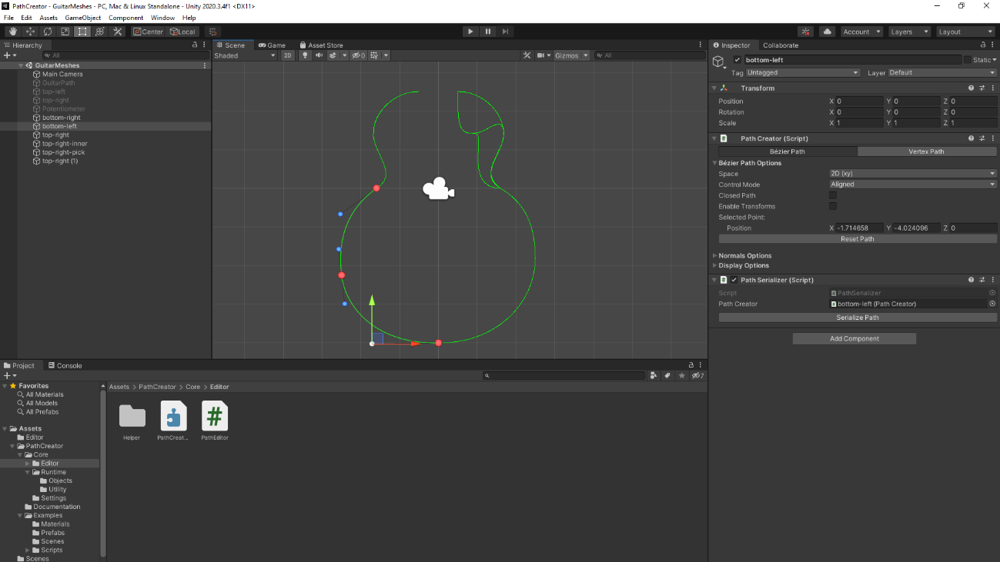 PathCreator - GuitarMeshes - PC, Mac & Linux Standalone - Unity 2020.3.4f1 <DX11>
File Edit Assets GameObject Component Window Help
Center Local Account Layers Layout
Hierarchy
All
GuitarMeshes
Main Camera
GuitarPath
top-left
top-right
Potentiometer
bottom-right
bottom-left
top-right
top-right-inner
top-right-pick
top-right (1)
Scene Game Asset Store
Shaded 2D 0 Gizmos All
Inspector Collaborate
bottom-left Static
Tag Untagged Layer Default
Transform
Position X 0 Y 0 Z 0
Rotation X 0 Y 0 Z 0
Scale X 1 Y 1 Z 1
# Path Creator (Script)
Bézier Path Vertex Path
Bézier Path Options
Space 2D (xy)
Control Mode Aligned
Closed Path
Enable Transforms
Selected Point:
Position X -1.714658 Y -4.024096 Z 0
Reset Path
Normals Options
Display Options
# Path Serializer (Script)
Script PathSerializer
Path Creator bottom-left (Path Creator)
Serialize Path
Add Component
Project Console
7
Favorites
All Materials
All Models
All Prefabs
Assets
Editor
PathCreator
Core
Editor
Runtime
Objects
Utility
Settings
Documentation
Examples
Materials
Prefabs
Scenes
Scripts
Scenes
Assets > PathCreator > Core > Editor
Helper PathCreat... PathEditor